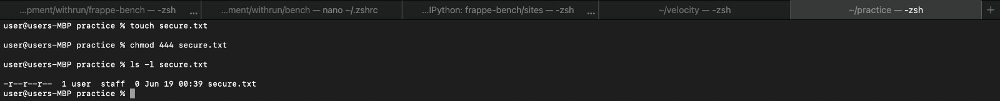 ...pment/withrun/frappe-bench — -zsh ... ...ment/withrun/bench — nano ~/.zshrc ...IPython: frappe-bench/sites — -zsh ... ~/velocity — -zsh ~/practice — -zsh +
user@users-MBP practice % touch secure.txt
user@users-MBP practice % chmod 444 secure.txt
user@users-MBP practice % ls -l secure.txt
-r--r--r--  1 user  staff  0 Jun 19 00:39 secure.txt
user@users-MBP practice %